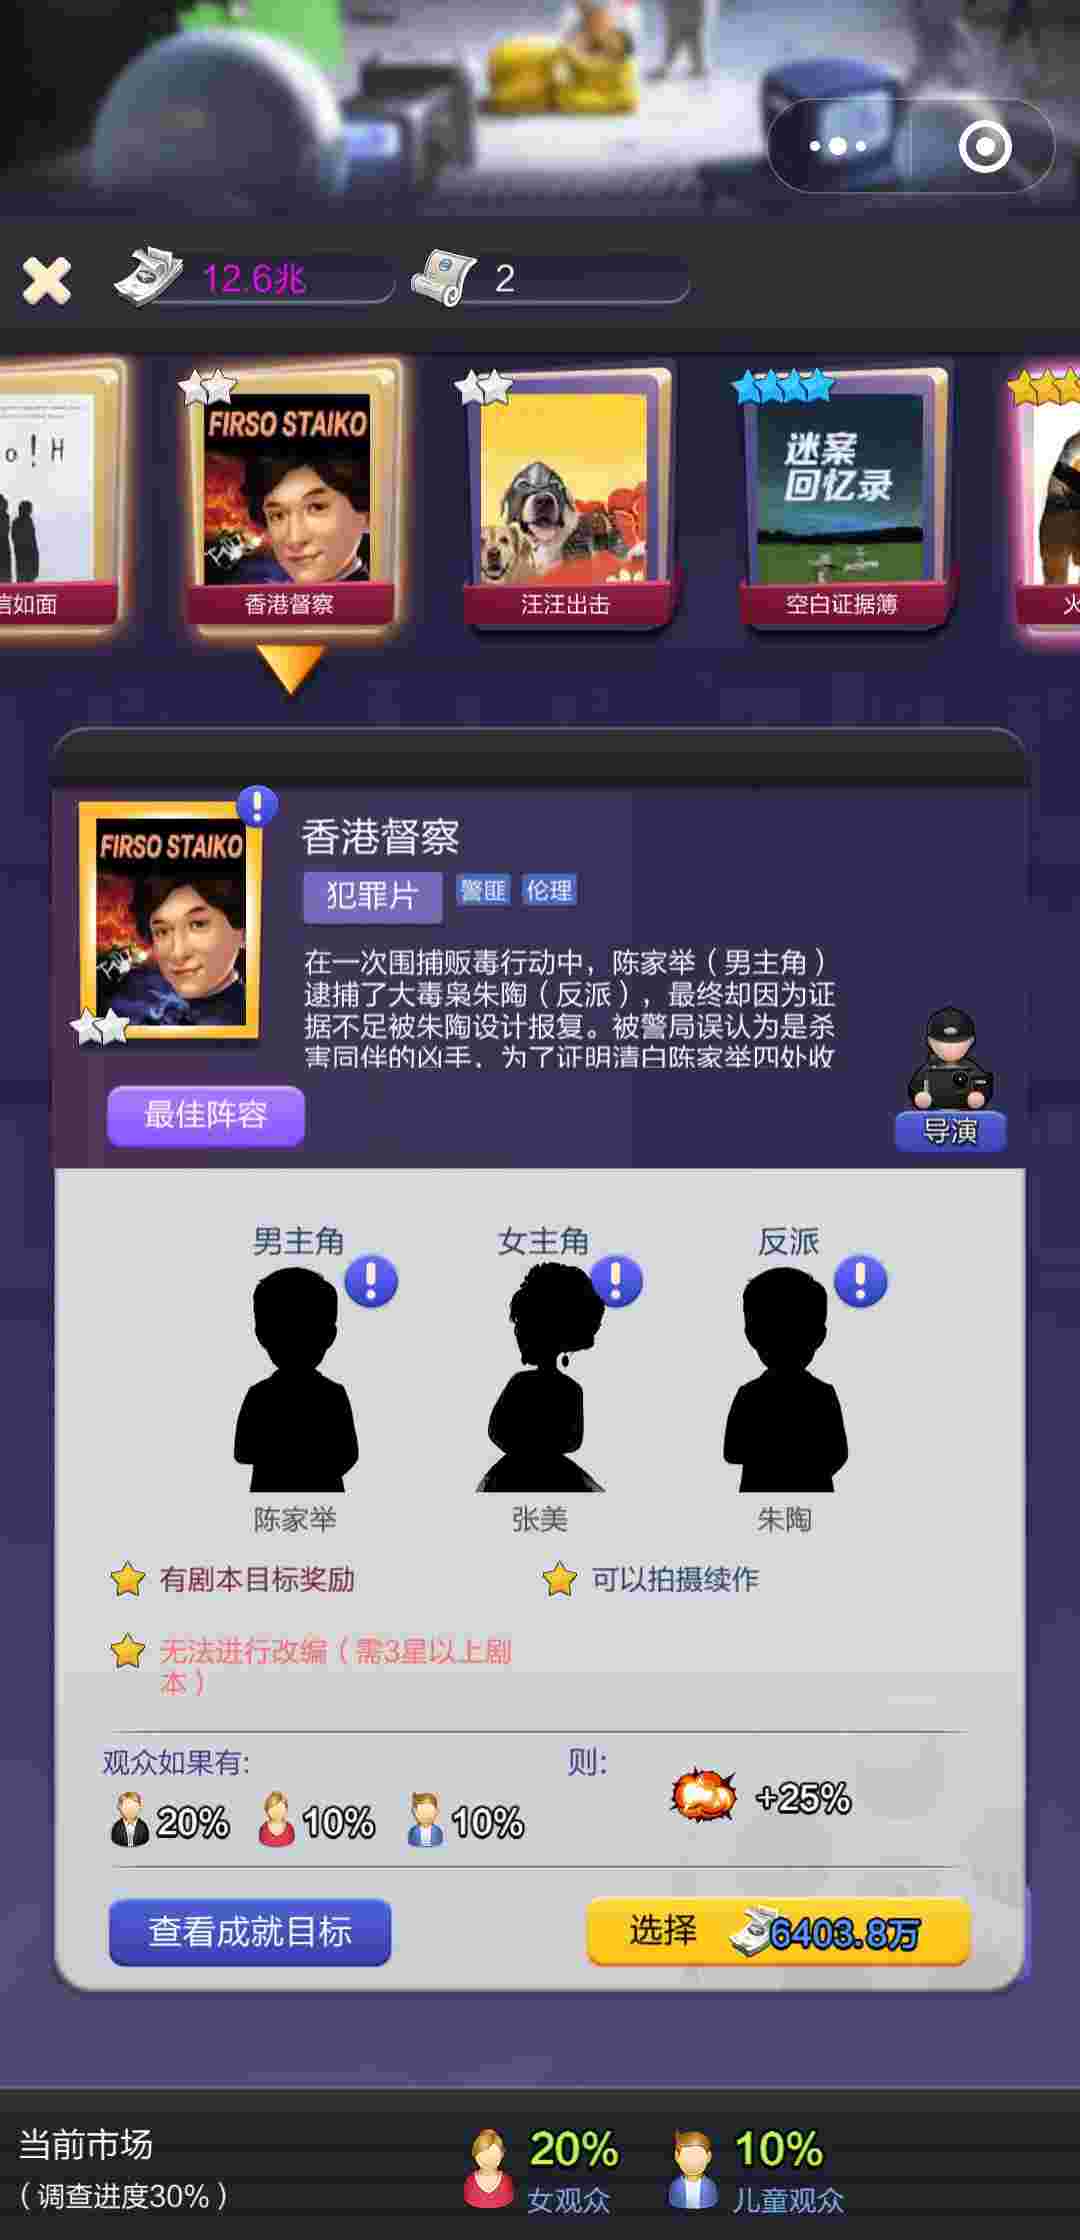 12.6兆
2
o!H
FIRSO STAIKO
迷案
回忆录
信如面
香港督察
汪汪出击
空白证据簿
火
FIRSO STAIKO
香港督察
犯罪片
警匪
伦理
在一次围捕贩毒行动中，陈家举（男主角）
逮捕了大毒枭朱陶（反派），最终却因为证
据不足被朱陶设计报复。被警局误认为是杀
害同伴的凶手，为了证明清白陈家举四处收
最佳阵容
导演
男主角
女主角
反派
陈家举
张美
朱陶
有剧本目标奖励
可以拍摄续作
无法进行改编（需3星以上剧
本）
观众如果有:
则:
20%
10%
10%
+25%
查看成就目标
选择
6403.8万
当前市场
（调查进度30%）
20%
女观众
10%
儿童观众